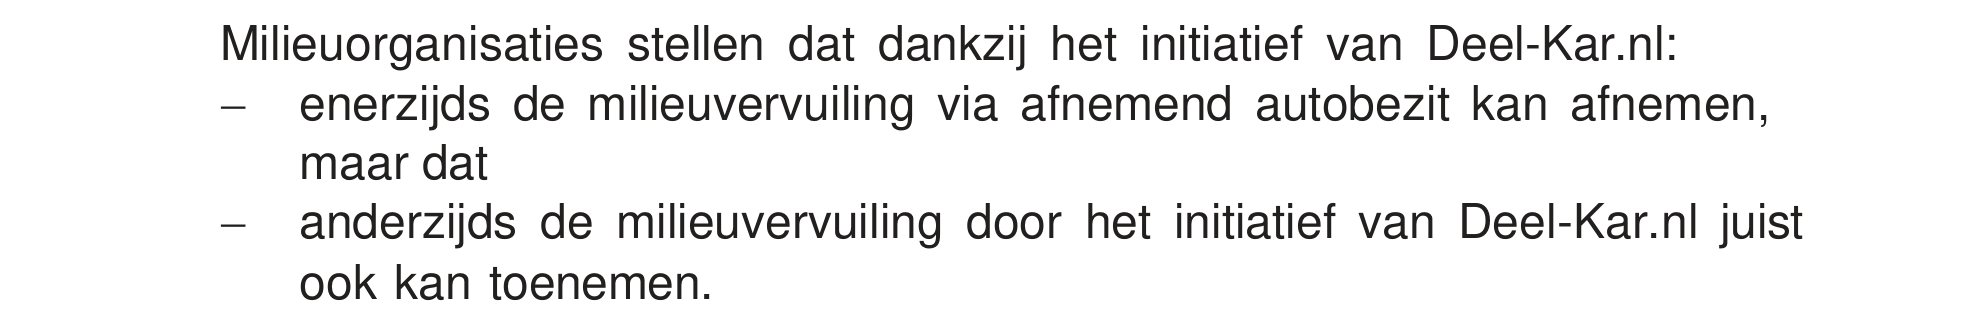 Milieuorganisaties stellen dat dankzij het initiatief van Deel-Kar.nl:
– enerzijds de milieuvervuiling via afnemend autobezit kan afnemen,
maar dat
– anderzijds de milieuvervuiling door het initiatief van Deel-Kar.nl juist
ook kan toenemen.